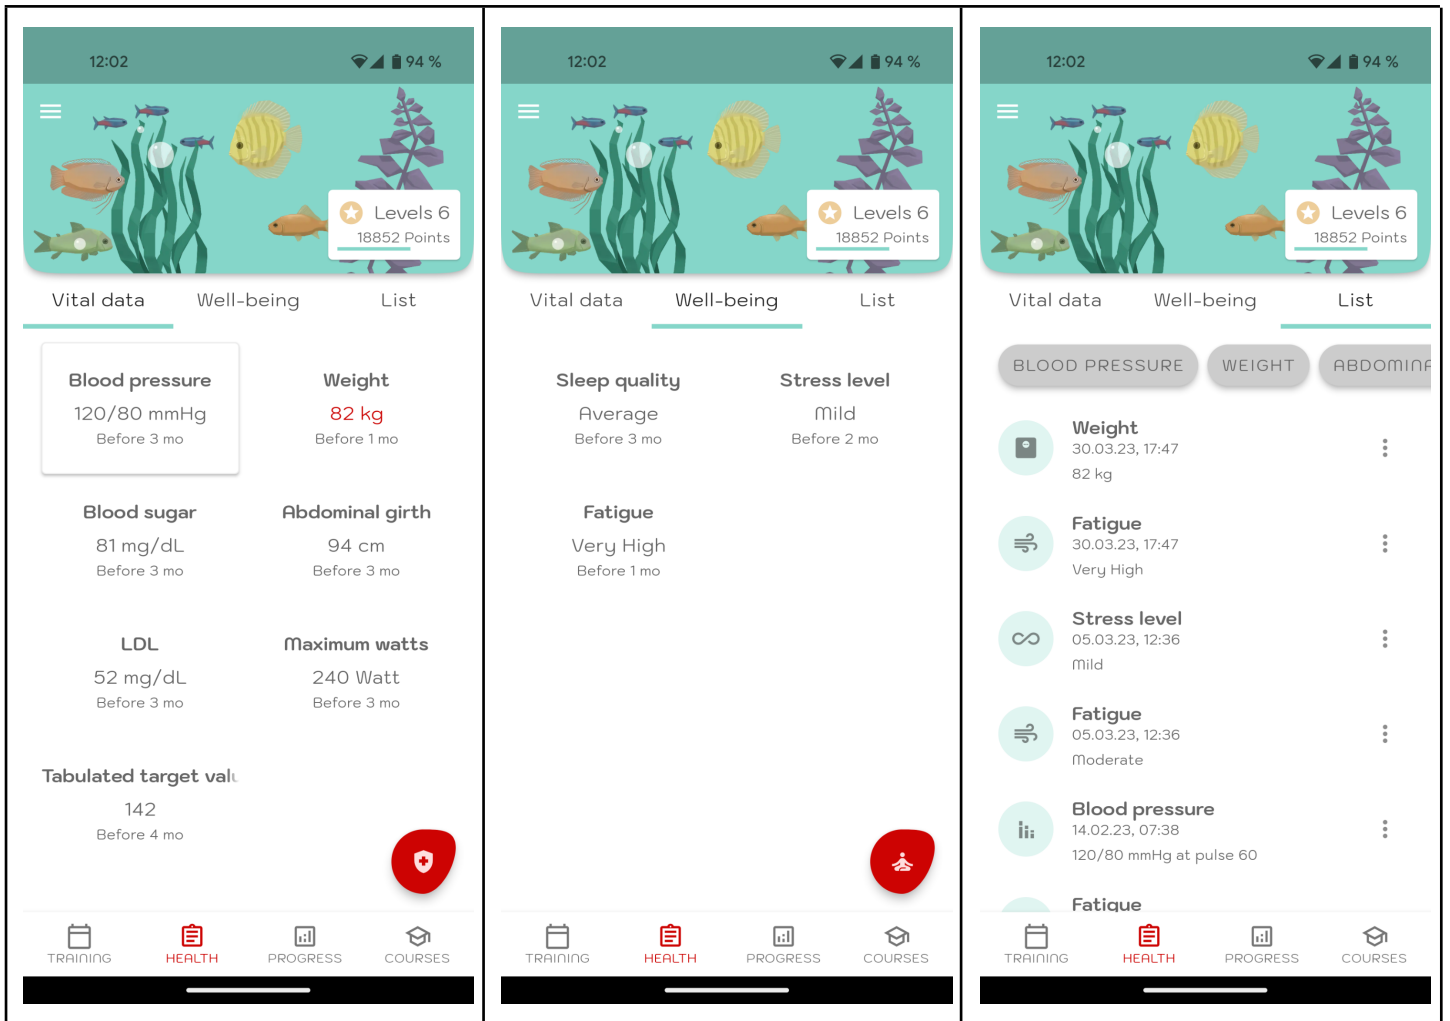 12:02
94 %
Levels 6
18852 Points
Vital data
Well-being
List
Blood pressure
120/80 mmHg
Before 3 mo
Weight
82 kg
Before 1 mo
Blood sugar
81 mg/dL
Before 3 mo
Abdominal girth
94 cm
Before 3 mo
LDL
52 mg/dL
Before 3 mo
Maximum watts
240 Watt
Before 3 mo
Tabulated target valu
142
Before 4 mo
TRAINING
HEALTH
PROGRESS
COURSES
12:02
94 %
Levels 6
18852 Points
Vital data
Well-being
List
Sleep quality
Average
Before 3 mo
Stress level
Mild
Before 2 mo
Fatigue
Very High
Before 1 mo
TRAINING
HEALTH
PROGRESS
COURSES
12:02
94 %
Levels 6
18852 Points
Vital data
Well-being
List
BLOOD PRESSURE
WEIGHT
ABDOMINA
Weight
30.03.23, 17:47
82 kg
Fatigue
30.03.23, 17:47
Very High
Stress level
05.03.23, 12:36
Mild
Fatigue
05.03.23, 12:36
Moderate
Blood pressure
14.02.23, 07:38
120/80 mmHg at pulse 60
Fatigue
TRAINING
HEALTH
PROGRESS
COURSES